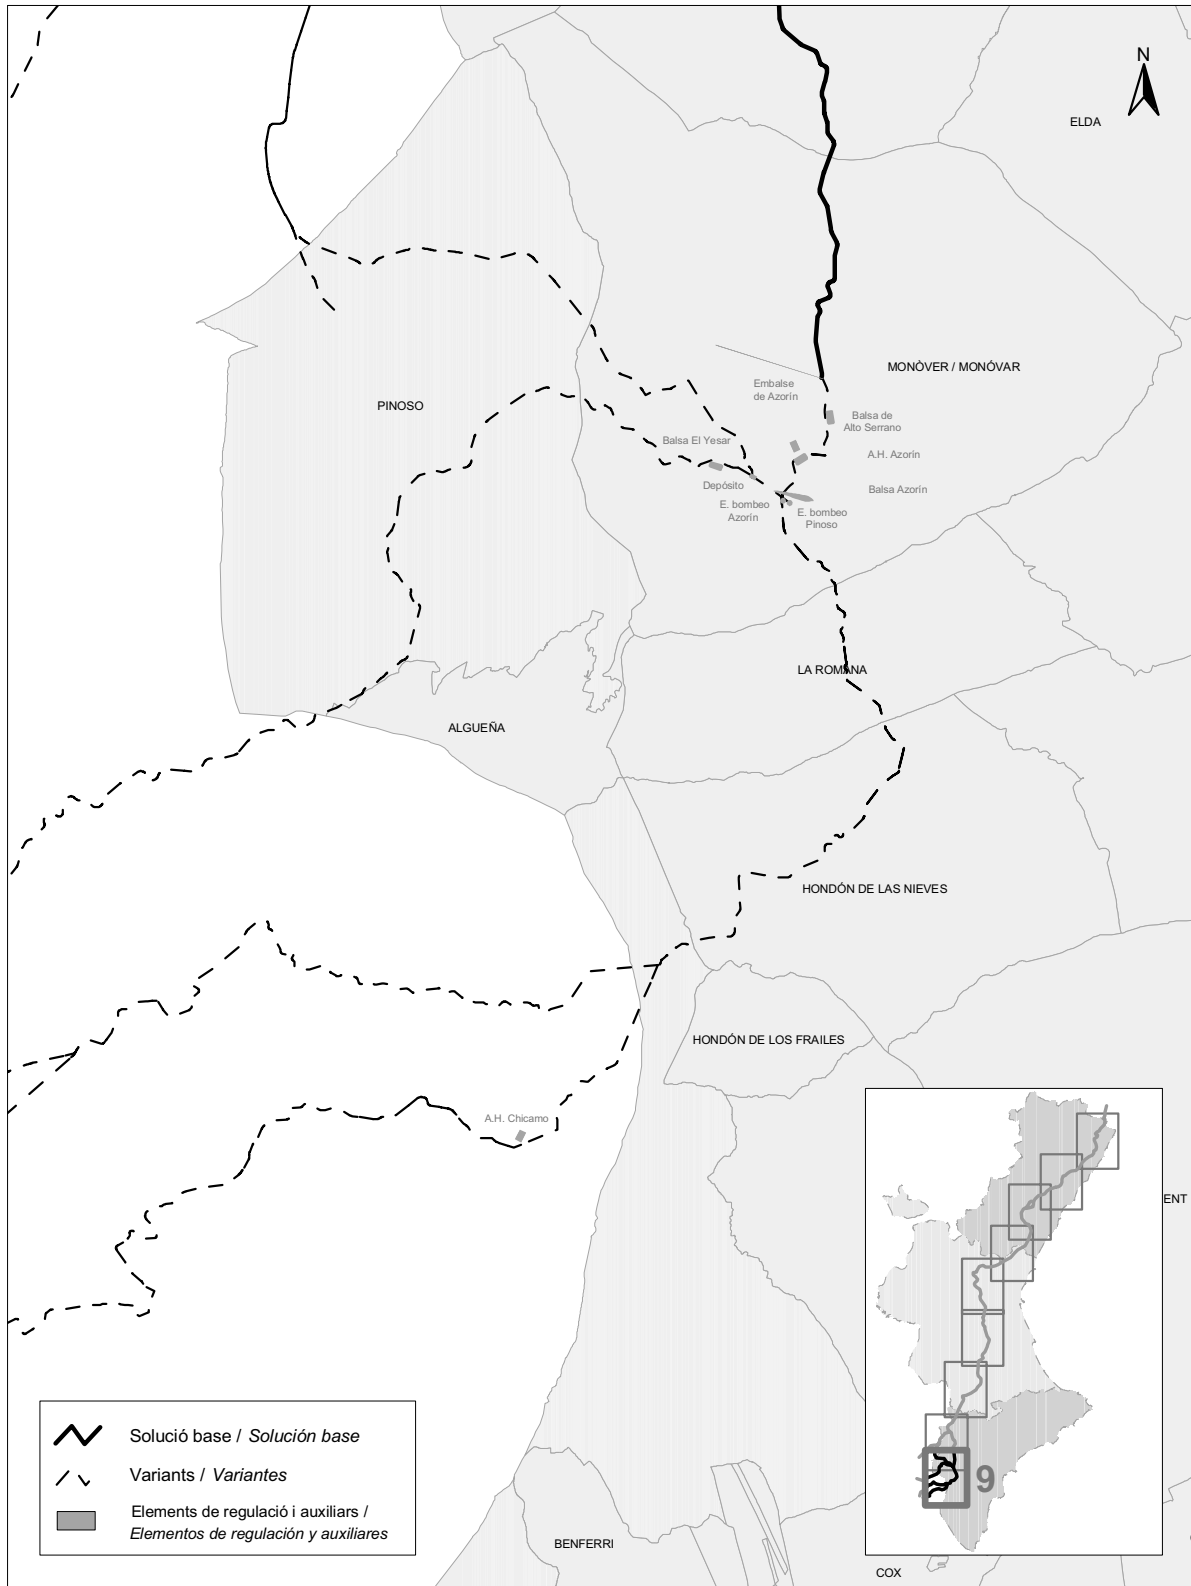 N
ELDA
MONÒVER / MONÓVAR
Embalse
de Azorín
PINOSO
Balsa de
Alto Serrano
Balsa El Yesar
A.H. Azorín
Depósito
Balsa Azorín
E. bombeo
Azorín
E. bombeo
Pinoso
LA ROMANA
ALGUEÑA
HONDÓN DE LAS NIEVES
HONDÓN DE LOS FRAILES
A.H. Chicamo
ENT
9
Solució base / Solución base
Variants / Variantes
Elements de regulació i auxiliars /
Elementos de regulación y auxiliares
BENFERRI
COX